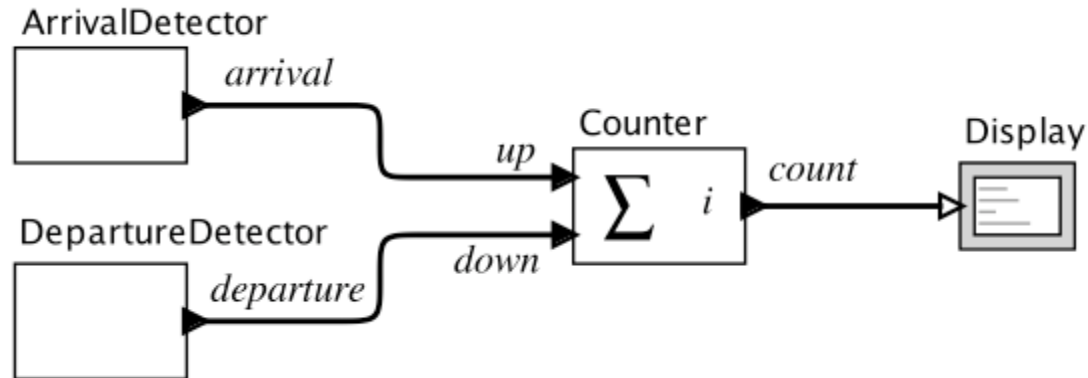 ArrivalDetector
arrival
Counter
Display
up
Σ
i
count
DepartureDetector
down
departure